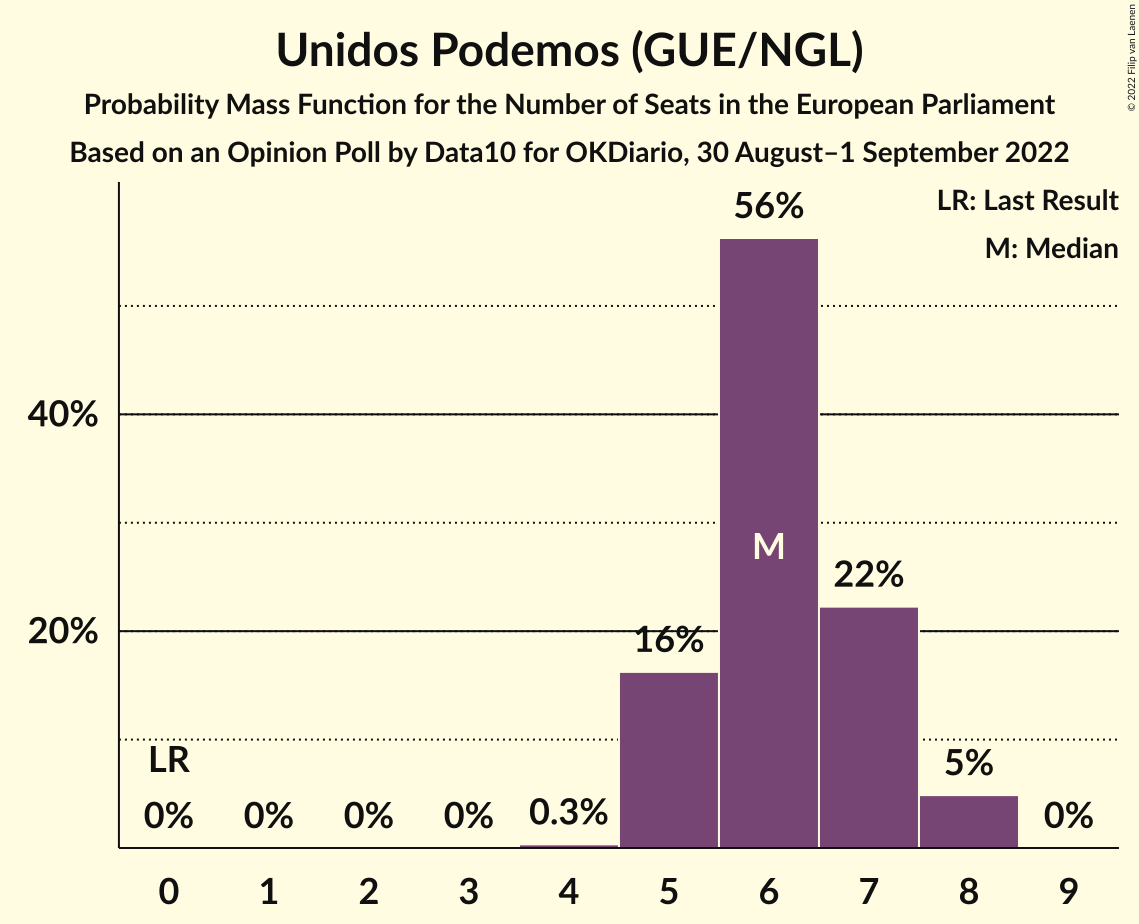 Unidos Podemos (GUE/NGL)
Probability Mass Function for the Number of Seats in the European Parliament
Based on an Opinion Poll by Data10 for OKDiario, 30 August–1 September 2022
© 2022 Filip van Laenen
LR: Last Result
M: Median
56%
40%
M
22%
20%
16%
LR
5%
0%
0%
0%
0%
0.3%
0%
0 1 2 3 4 5 6 7 8 9